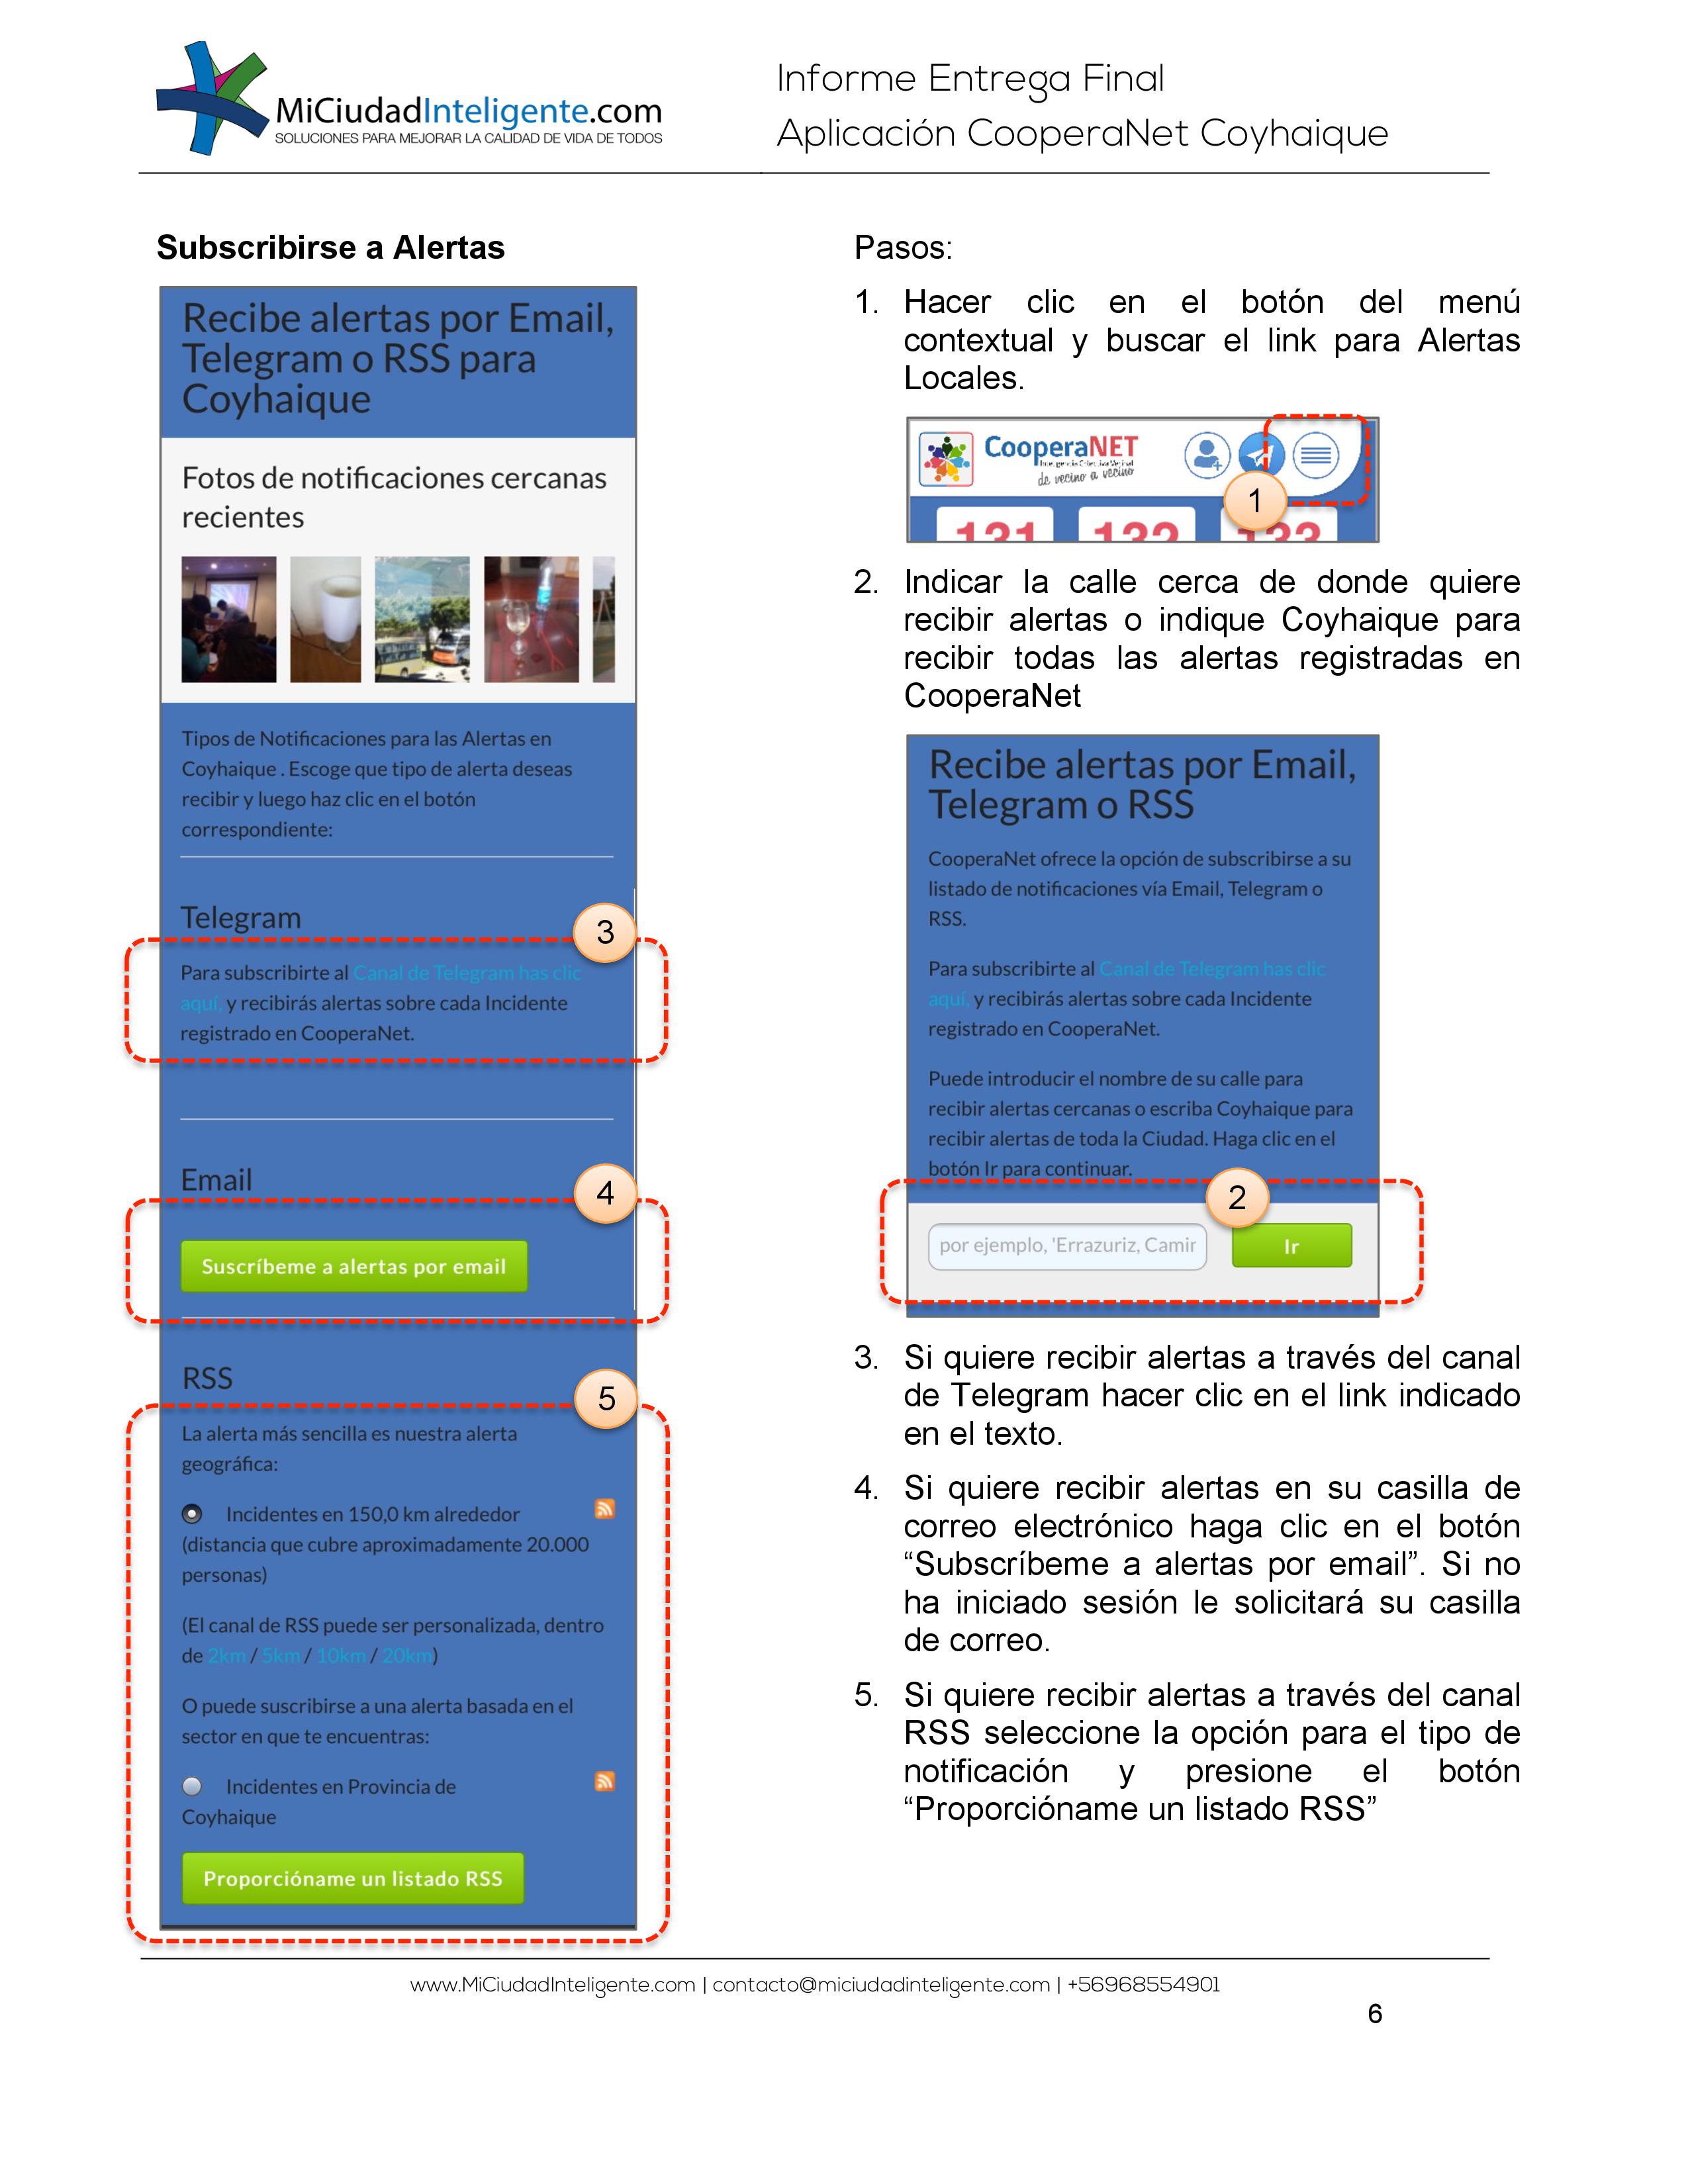 MiCiudadInteligente.com
SOLUCIONES PARA MEJORAR LA CALIDAD DE VIDA DE TODOS
Informe Entrega Final
Aplicación CooperaNet Coyhaique
Subscribirse a Alertas
Recibe alertas por Email,
Telegram o RSS para
Coyhaique
Fotos de notificaciones cercanas
recientes
Tipos de Notificaciones para las Alertas en
Coyhaique . Escoge que tipo de alerta deseas
recibir y luego haz clic en el botón
correspondiente:
Telegram
3
Para subscribirte al Canal de Telegram has clic
aquí, y recibirás alertas sobre cada Incidente
registrado en CooperaNet.
Email
4
Suscríbeme a alertas por email
RSS
5
La alerta más sencilla es nuestra alerta
geográfica:
Incidentes en 150,0 km alrededor
(distancia que cubre aproximadamente 20.000
personas)
(El canal de RSS puede ser personalizada, dentro
de 2km / 5km / 10km / 20km)
O puede suscribirse a una alerta basada en el
sector en que te encuentras:
Incidentes en Provincia de
Coyhaique
Proporcióname un listado RSS
Pasos:
1. Hacer clic en el botón del menú
contextual y buscar el link para Alertas
Locales.
CooperaNET
Inteligencia Colectiva Vecinal
de vecino a vecino
1
131 132 133
2. Indicar la calle cerca de donde quiere
recibir alertas o indique Coyhaique para
recibir todas las alertas registradas en
CooperaNet
Recibe alertas por Email,
Telegram o RSS
CooperaNet ofrece la opción de subscribirse a su
listado de notificaciones vía Email, Telegram o
RSS.
Para subscribirte al Canal de Telegram has clic
aquí, y recibirás alertas sobre cada Incidente
registrado en CooperaNet.
Puede introducir el nombre de su calle para
recibir alertas cercanas o escriba Coyhaique para
recibir alertas de toda la Ciudad. Haga clic en el
botón Ir para continuar.
2
por ejemplo, 'Errazuriz, Camir
Ir
3. Si quiere recibir alertas a través del canal
de Telegram hacer clic en el link indicado
en el texto.
4. Si quiere recibir alertas en su casilla de
correo electrónico haga clic en el botón
“Subscríbeme a alertas por email”. Si no
ha iniciado sesión le solicitará su casilla
de correo.
5. Si quiere recibir alertas a través del canal
RSS seleccione la opción para el tipo de
notificación y presione el botón
“Proporcióname un listado RSS”
www.MiCiudadInteligente.com | contacto@miciudadinteligente.com | +56968554901
6